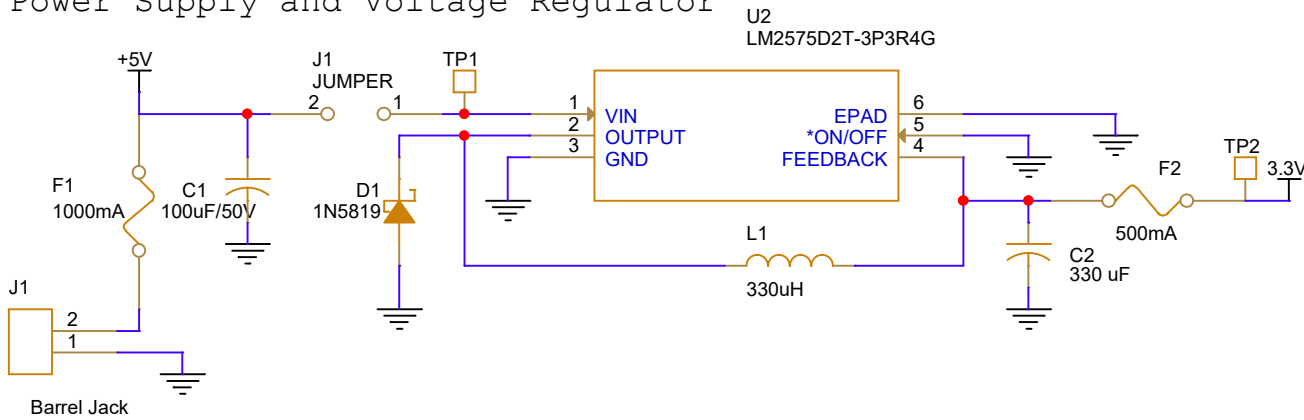 Power Supply and Voltage Regulator
U2
LM2575D2T-3P3R4G
+5V
J1
JUMPER
TP1
2
1
1
VIN
EPAD
6
2
OUTPUT
*ON/OFF
5
3
GND
FEEDBACK
4
F1
1000mA
C1
100uF/50V
D1
1N5819
F2
500mA
TP2
3.3V
L1
330uH
C2
330 uF
J1
2
1
Barrel Jack